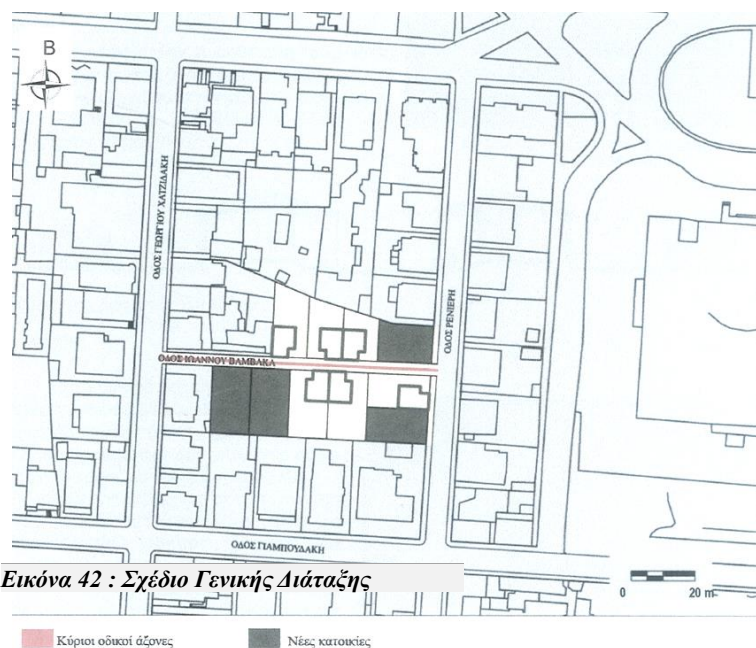 Β
ΟΔΟΣ ΓΕΩΡΓΙΟΥ ΧΑΤΖΙΔΑΚΗ
ΟΔΟΣ ΡΕΝΙΕΡΗ
ΟΔΟΣ ΙΩΑΝΝΟΥ ΒΑΜΒΑΚΑ
ΟΔΟΣ ΓΙΑΜΠΟΥΔΑΚΗ
Εικόνα 42 : Σχέδιο Γενικής Διάταξης
0 20 m
Κύριοι οδικοί άξονες
Νέες κατοικίες